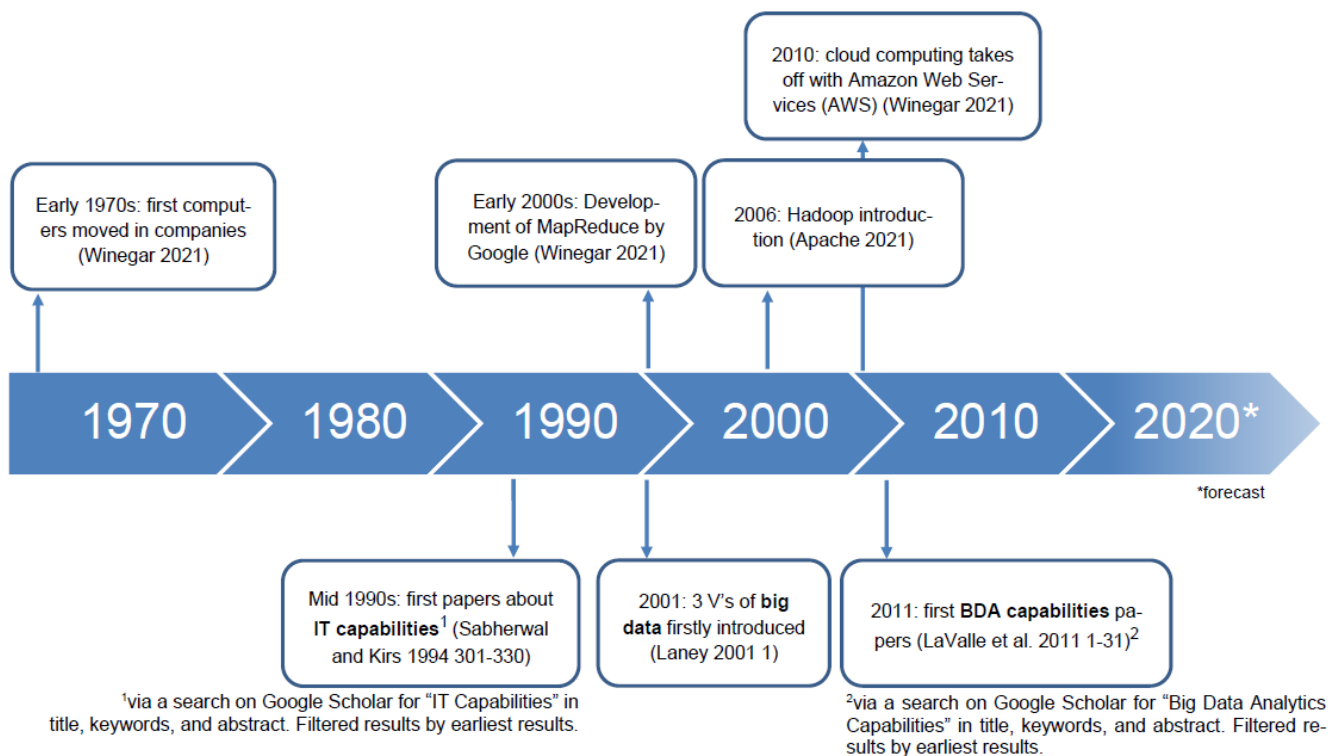 2010: cloud computing takes
off with Amazon Web Ser-
vices (AWS) (Winegar 2021)
Early 1970s: first comput-
ers moved in companies
(Winegar 2021)
Early 2000s: Develop-
ment of MapReduce by
Google (Winegar 2021)
2006: Hadoop introduc-
tion (Apache 2021)
1970
1980
1990
2000
2010
2020*
*forecast
Mid 1990s: first papers about
IT capabilities¹ (Sabherwal
and Kirs 1994 301-330)
2001: 3 V's of big
data firstly introduced
(Laney 2001 1)
2011: first BDA capabilities pa-
pers (LaValle et al. 2011 1-31)²
¹via a search on Google Scholar for “IT Capabilities” in
title, keywords, and abstract. Filtered results by earliest results.
²via a search on Google Scholar for “Big Data Analytics
Capabilities” in title, keywords, and abstract. Filtered re-
sults by earliest results.